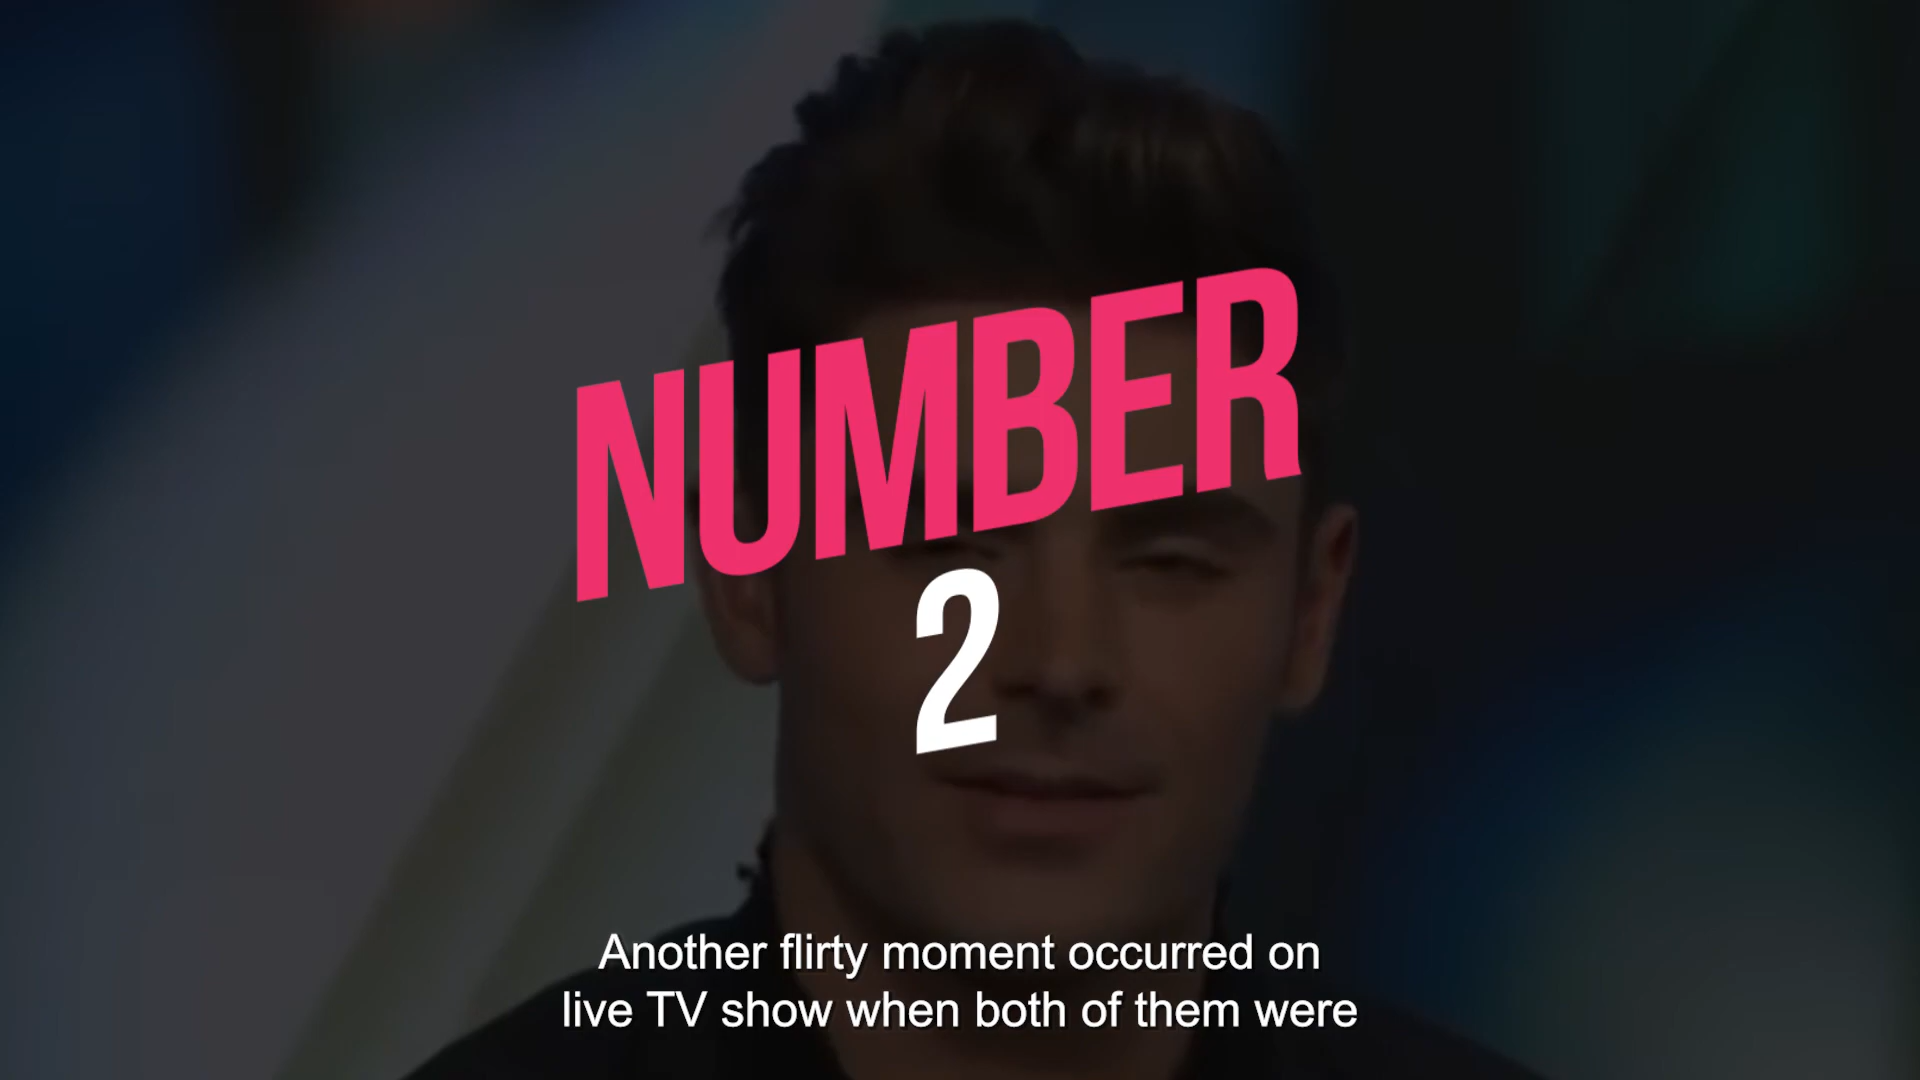 NUMBER
2
Another flirty moment occurred on
live TV show when both of them were